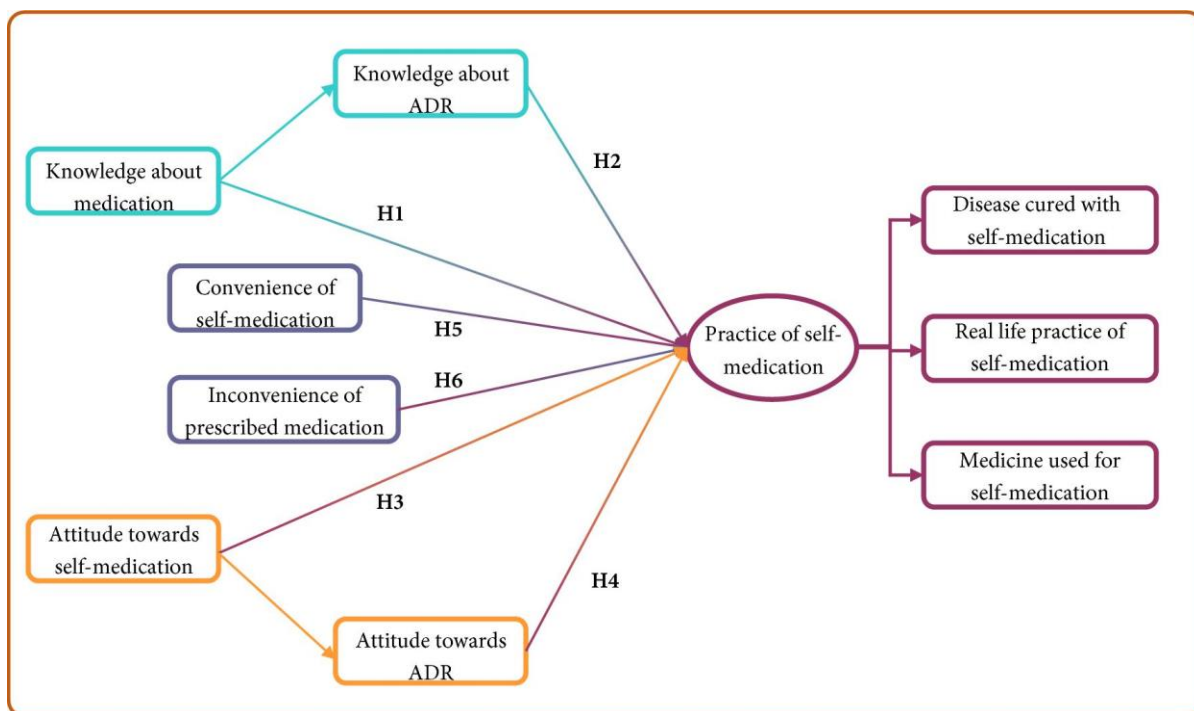 Knowledge about
ADR
Knowledge about
medication
H2
H1
Convenience of
self-medication
H5
Inconvenience of
prescribed medication
H6
H3
Attitude towards
self-medication
H4
Attitude towards
ADR
Practice of self-
medication
Disease cured with
self-medication
Real life practice of
self-medication
Medicine used for
self-medication